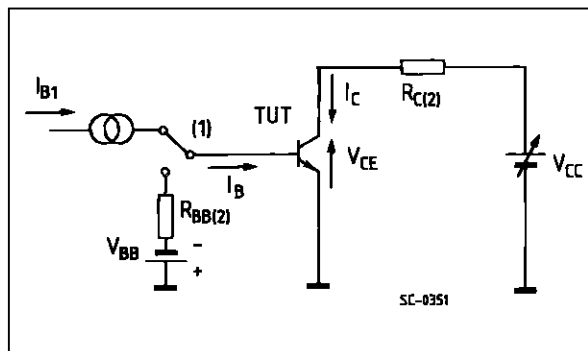 I_B1
(1)
TUT
I_C
R_C(2)
V_CE
V_CC
I_B
R_BB(2)
V_BB
−
+
SC-0351